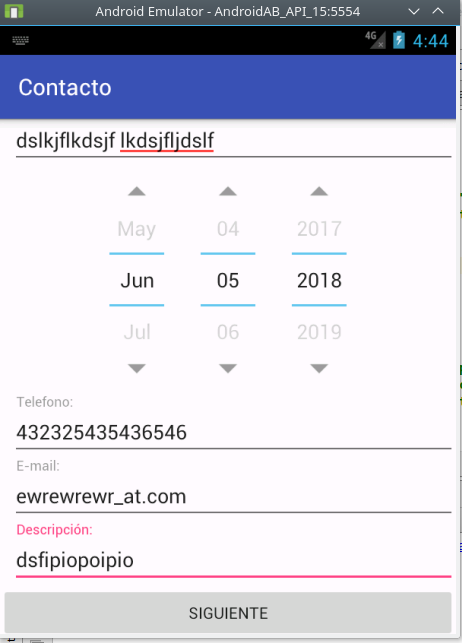 Android Emulator - AndroidAB_API_15:5554
4G 4:44
Contacto
dslkjflkdsjf lkdsjfljdslf
May 04 2017
Jun 05 2018
Jul 06 2019
Telefono:
432325435436546
E-mail:
ewrewrewr_at.com
Descripción:
dsfipiopoipio
SIGUIENTE